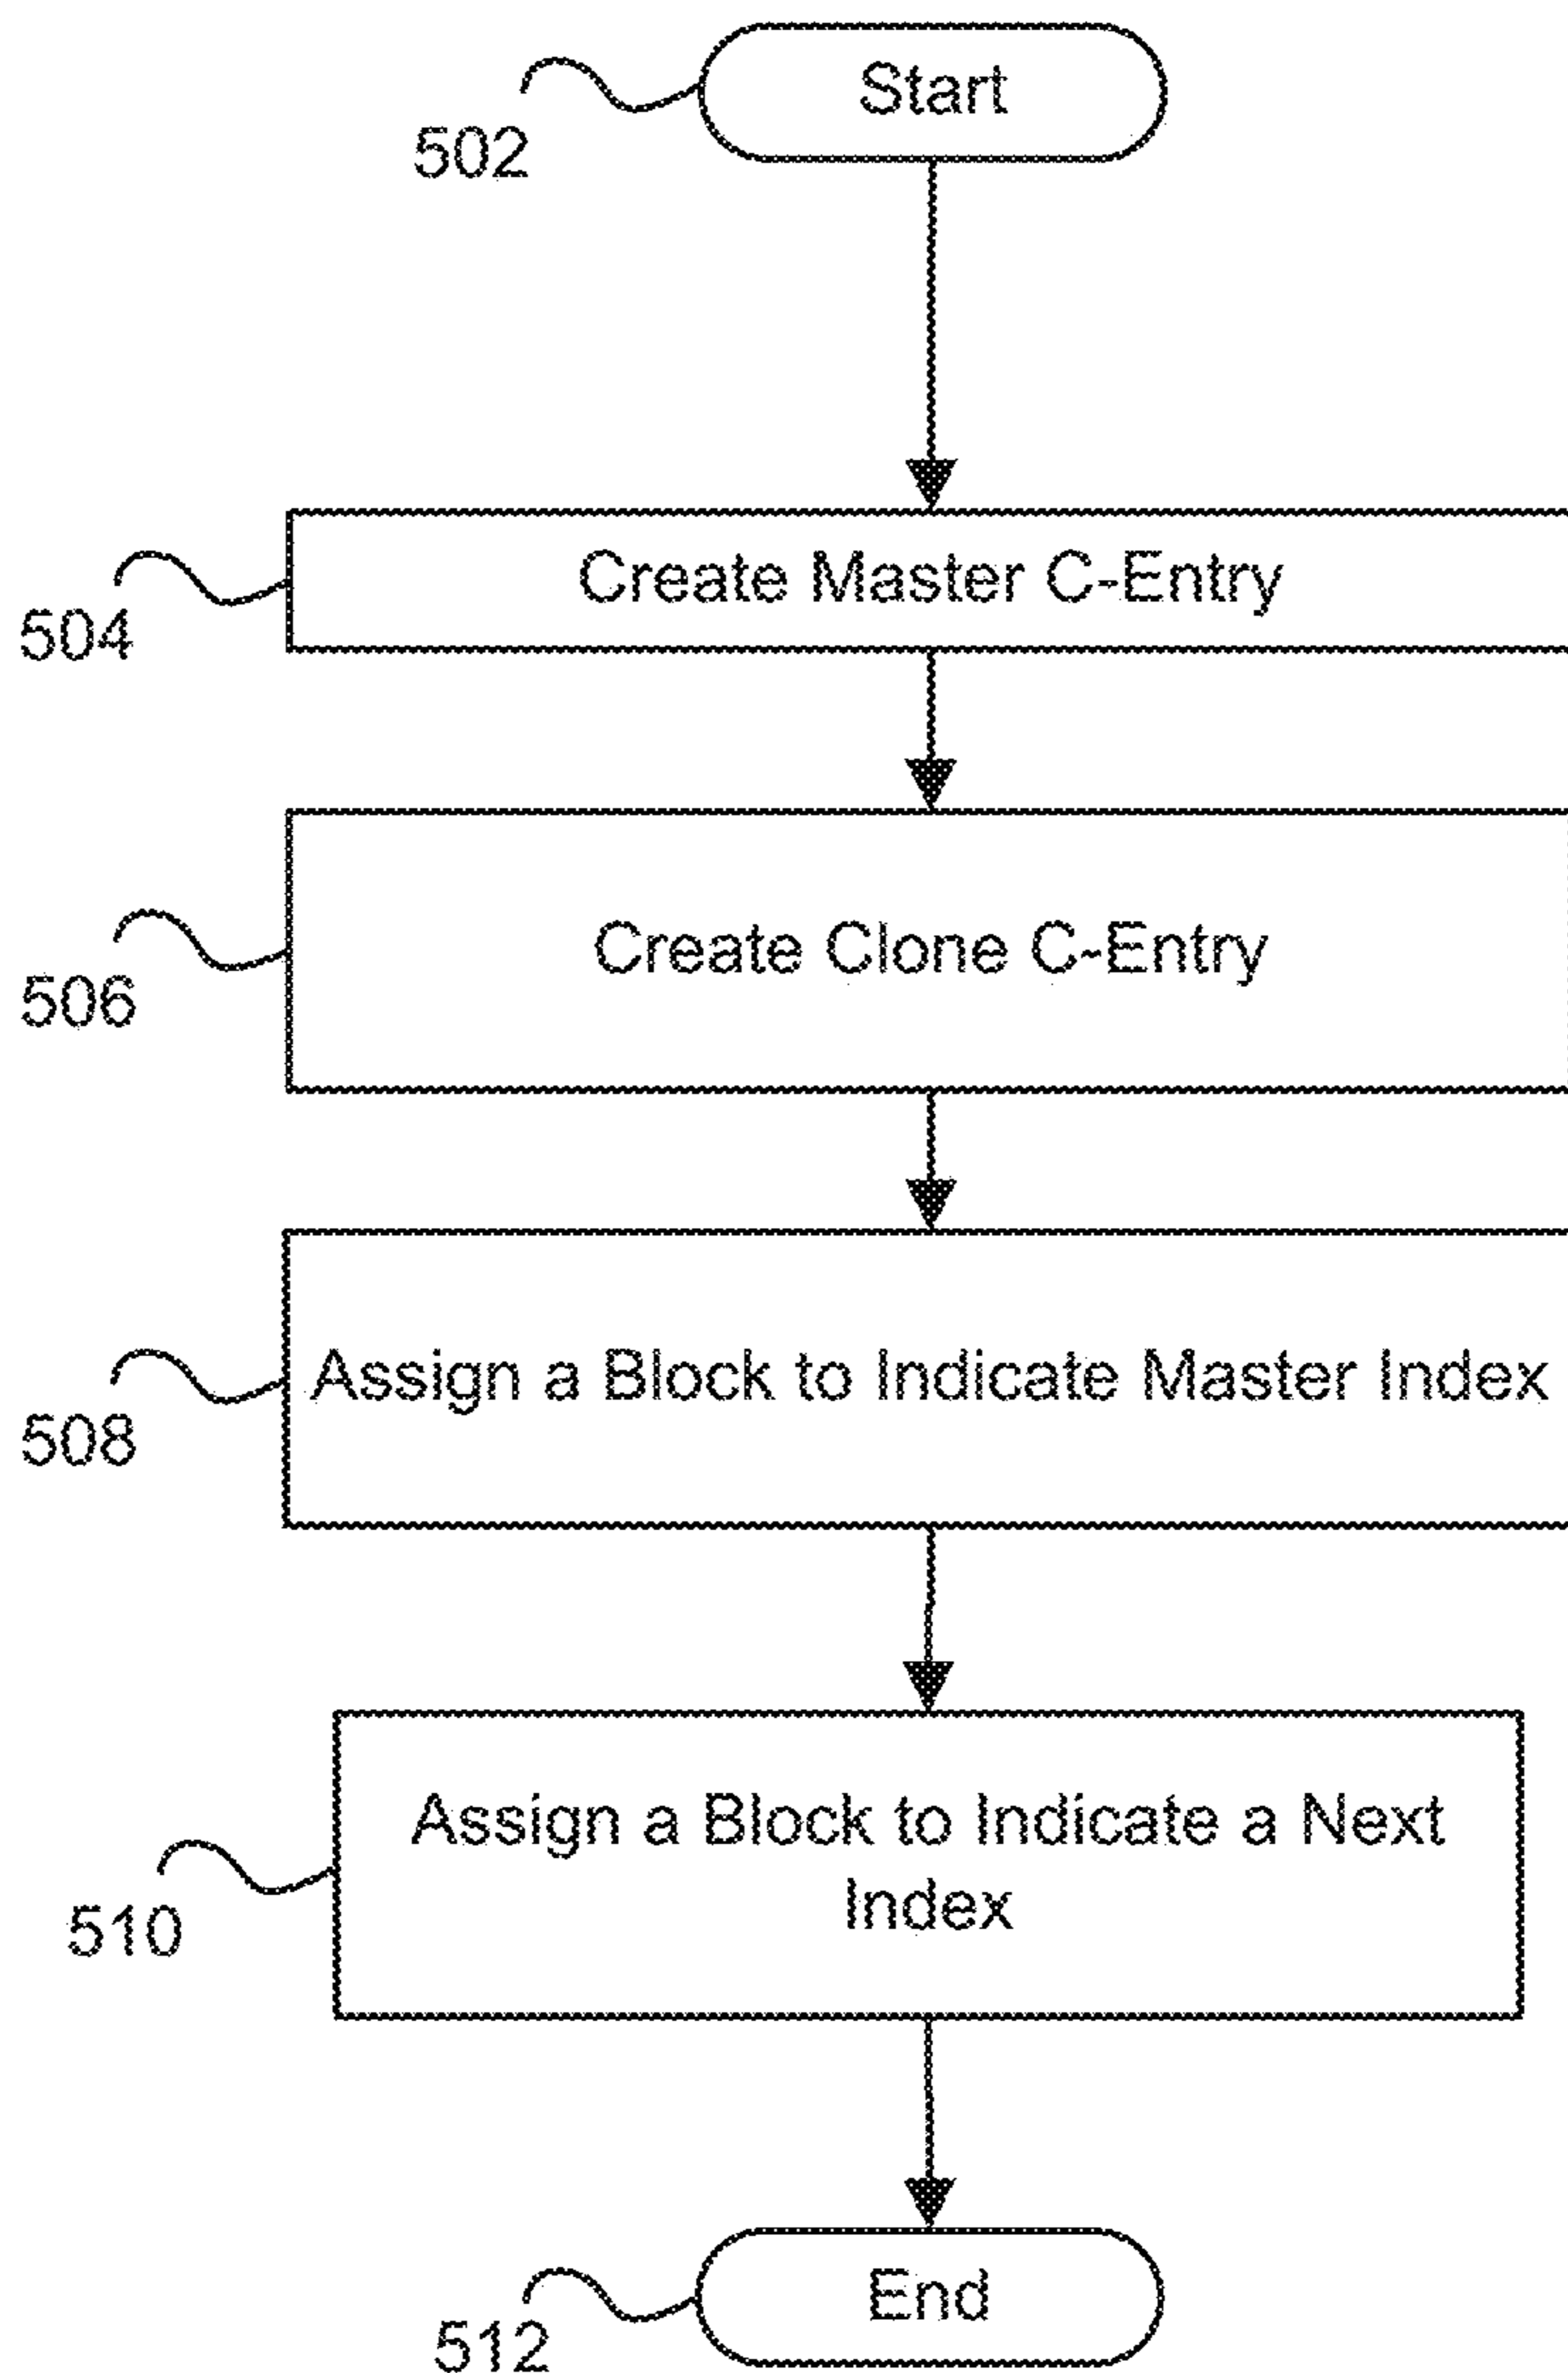 Start
502
Create Master C-Entry
504
Create Clone C-Entry
506
Assign a Block to Indicate Master Index
508
Assign a Block to Indicate a Next
Index
510
End
512